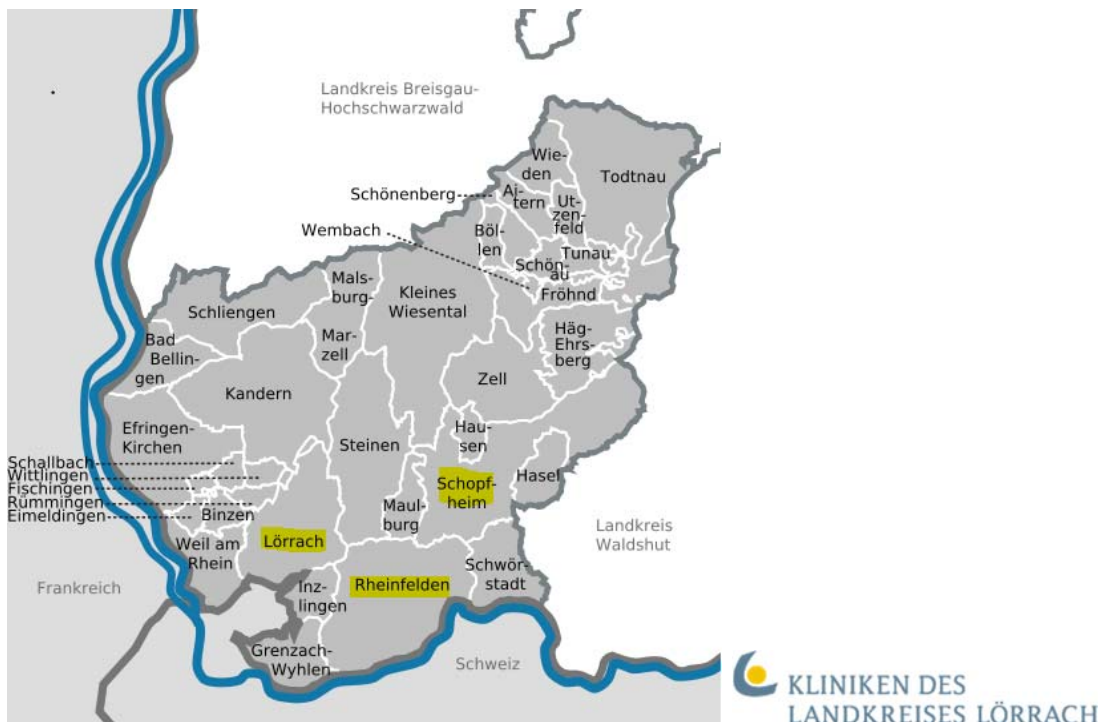 Landkreis Breisgau-
Hochschwarzwald
Wie-
den
Todtnau
Schönenberg
Ai-
tern
Ut-
zen-
feld
Wembach
Böl-
len
Tunau
Schön-
au
Fröhnd
Mals-
burg-
Mar-
zell
Kleines
Wiesental
Schliengen
Häg-
Ehrs-
berg
Bad
Bellin-
gen
Zell
Kandern
Efringen-
Kirchen
Steinen
Hau-
sen
Schallbach
Wittlingen
Fischingen
Rümmingen
Eimeldingen
Schopf-
heim
Hasel
Binzen
Maul-
burg
Landkreis
Waldshut
Weil am
Rhein
Lörrach
Frankreich
Inz-
lingen
Rheinfelden
Schwör-
stadt
Grenzach-
Wyhlen
Schweiz
KLINIKEN DES
LANDKREISES LÖRRACH